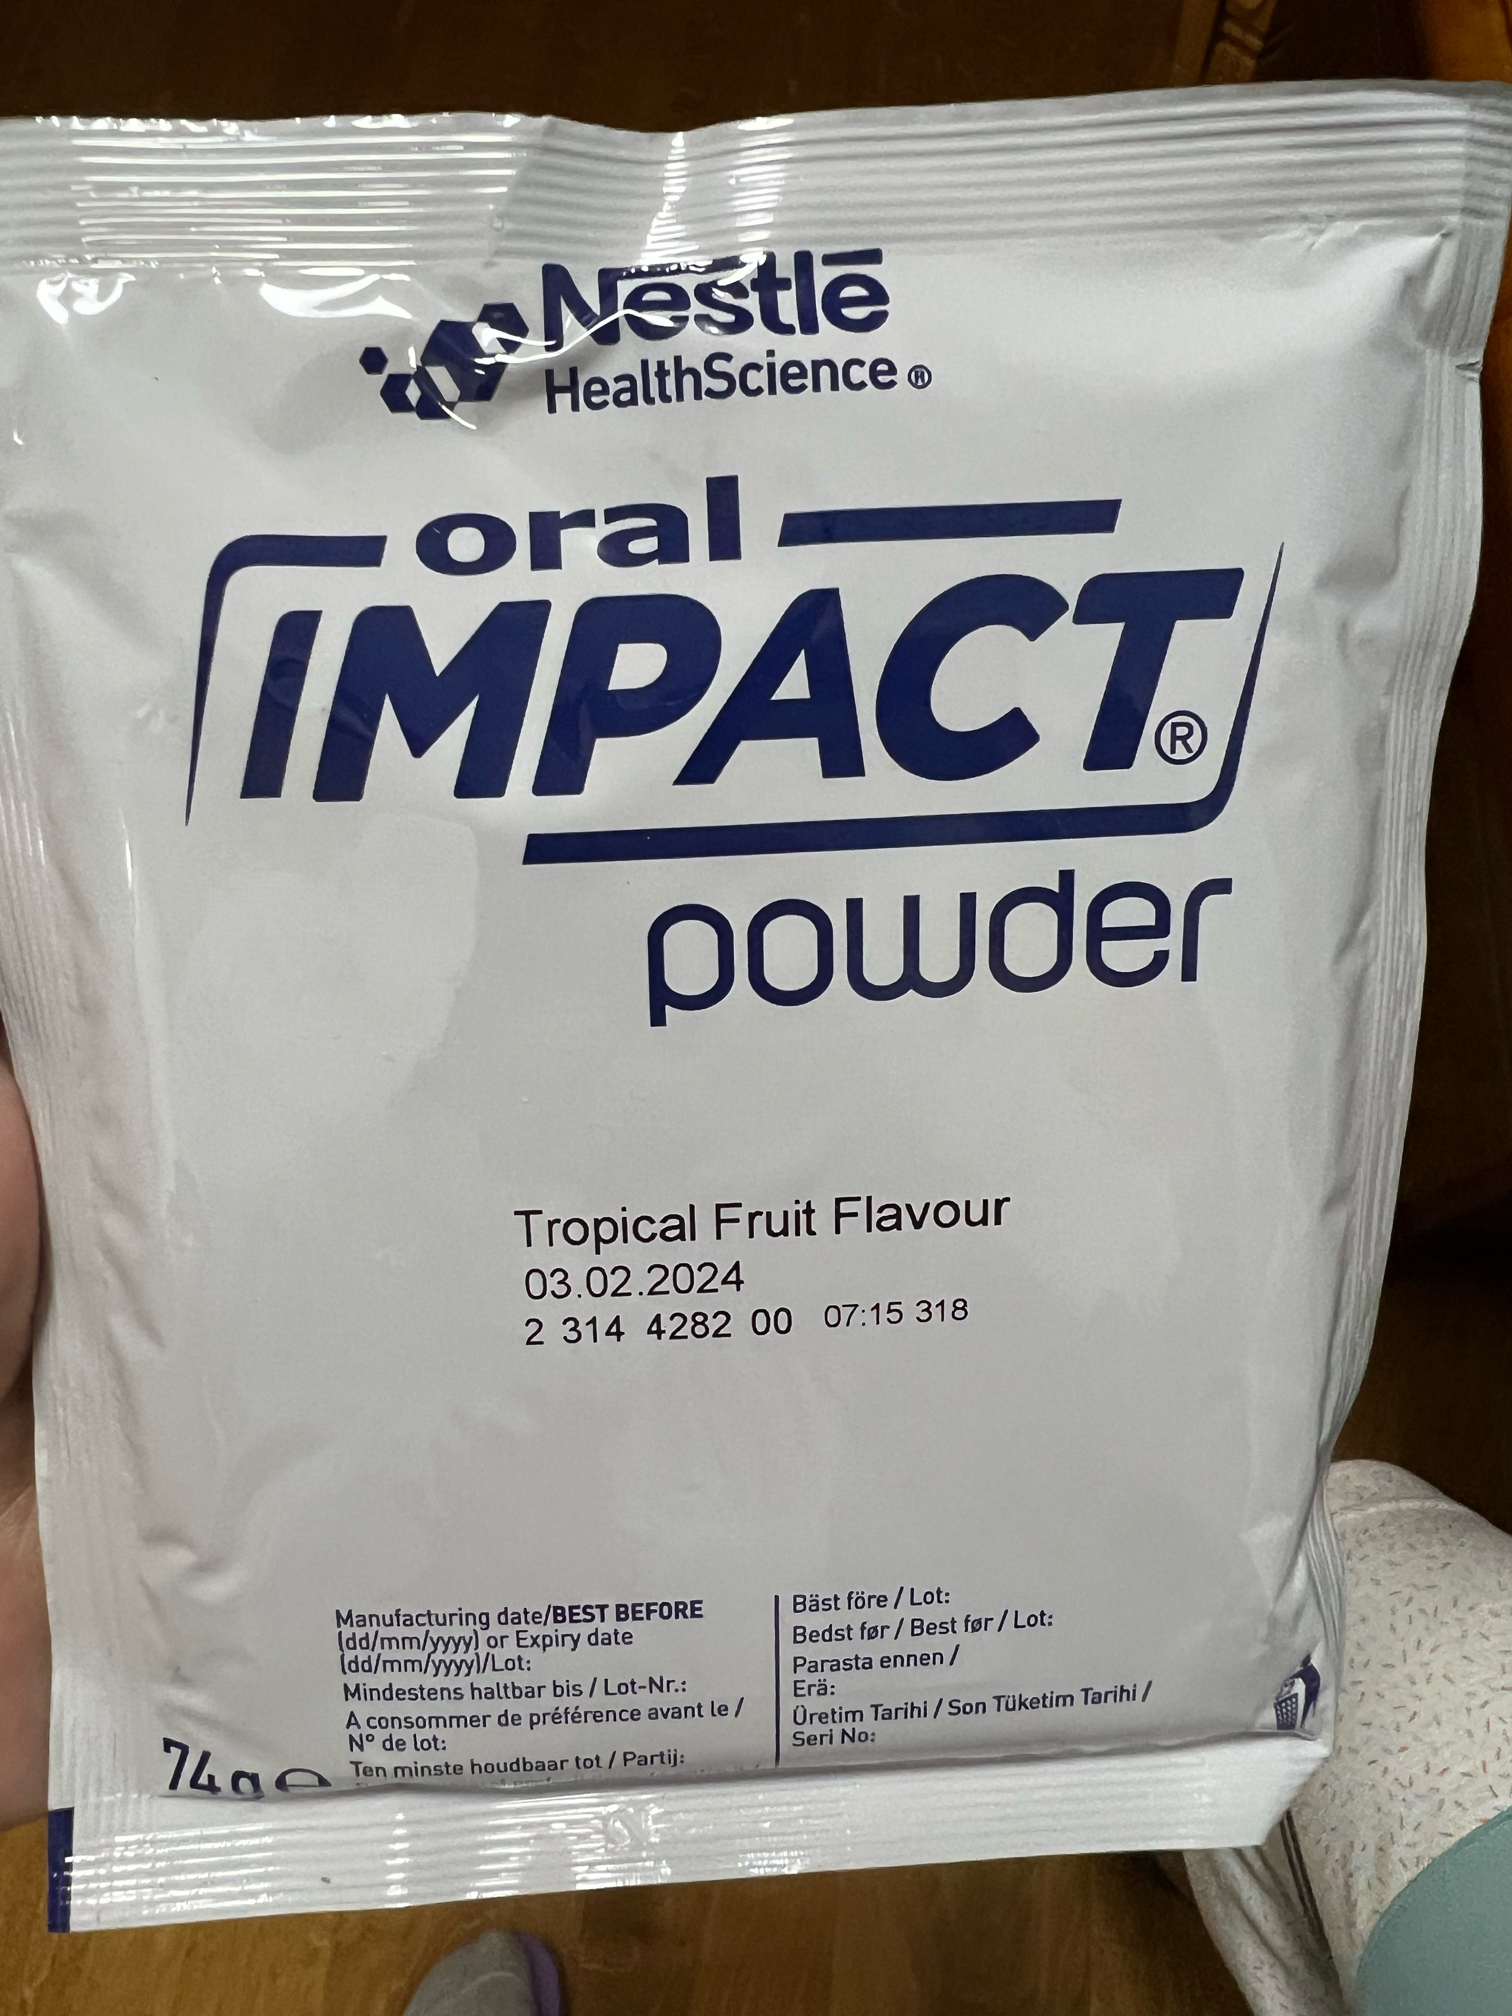 Nestlē
HealthScience®
oral
IMPACT®
powder
Tropical Fruit Flavour
03.02.2024
2 314 4282 00 07:15 318
Manufacturing date/BEST BEFORE
(dd/mm/yyyy) or Expiry date
(dd/mm/yyyy)/Lot:
Mindestens haltbar bis / Lot-Nr.:
A consommer de préférence avant le /
N° de lot:
Ten minste houdbaar tot / Partij:
Bäst före / Lot:
Bedst før / Best før / Lot:
Parasta ennen /
Erä:
Üretim Tarihi / Son Tüketim Tarihi /
Seri No:
74 g e